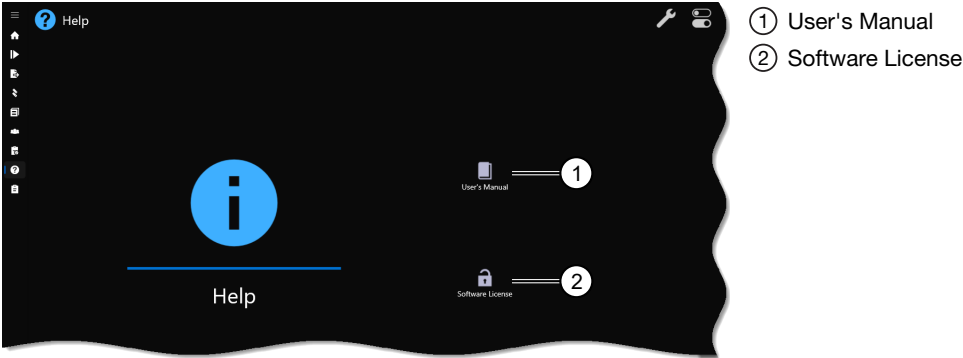 Help
① User's Manual
② Software License
User's Manual
1
Software License
2
Help